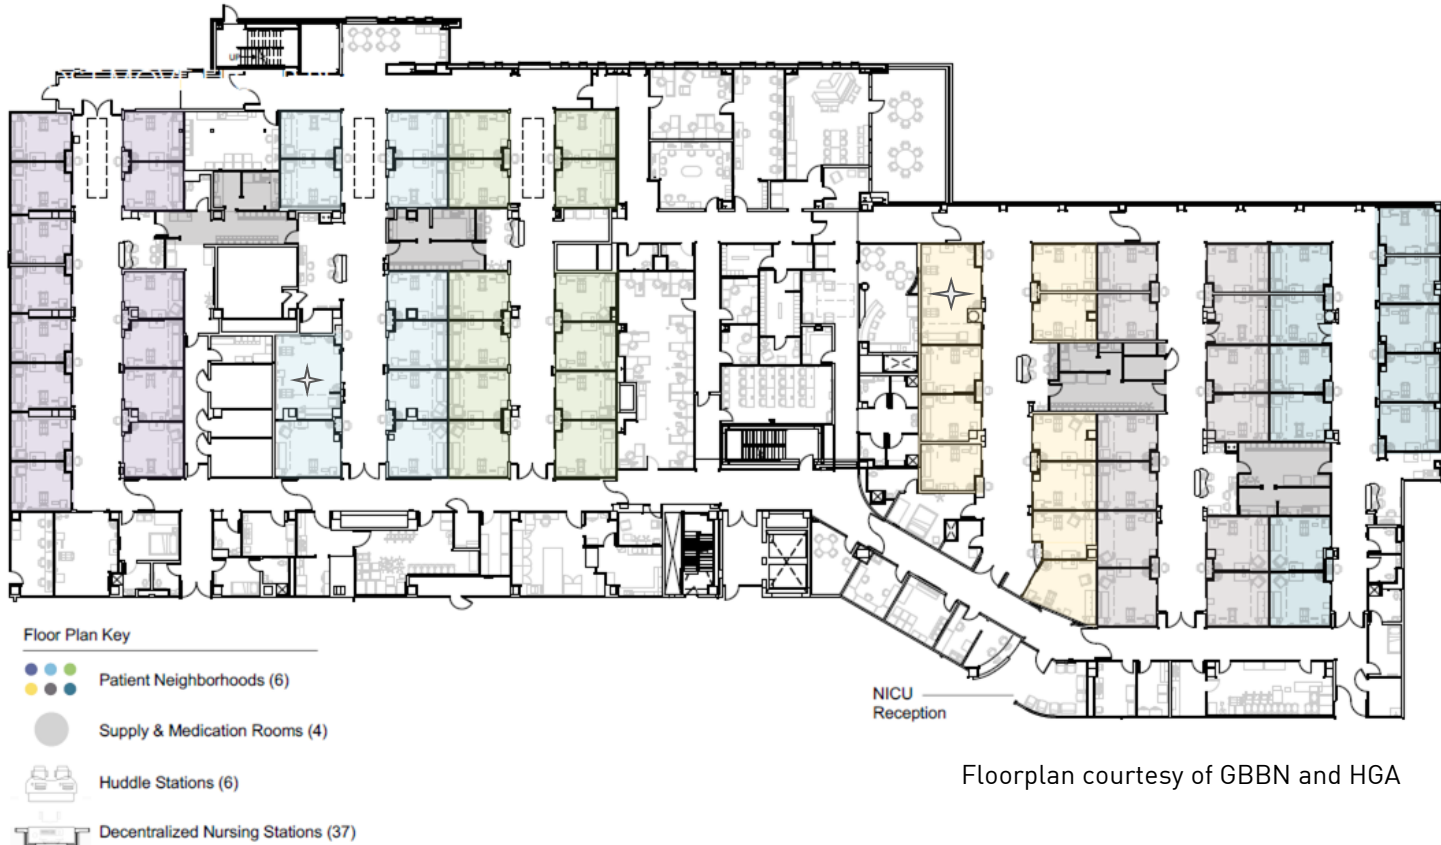 UP
Floor Plan Key
Patient Neighborhoods (6)
Supply & Medication Rooms (4)
Huddle Stations (6)
Decentralized Nursing Stations (37)
NICU
Reception
Floorplan courtesy of GBBN and HGA